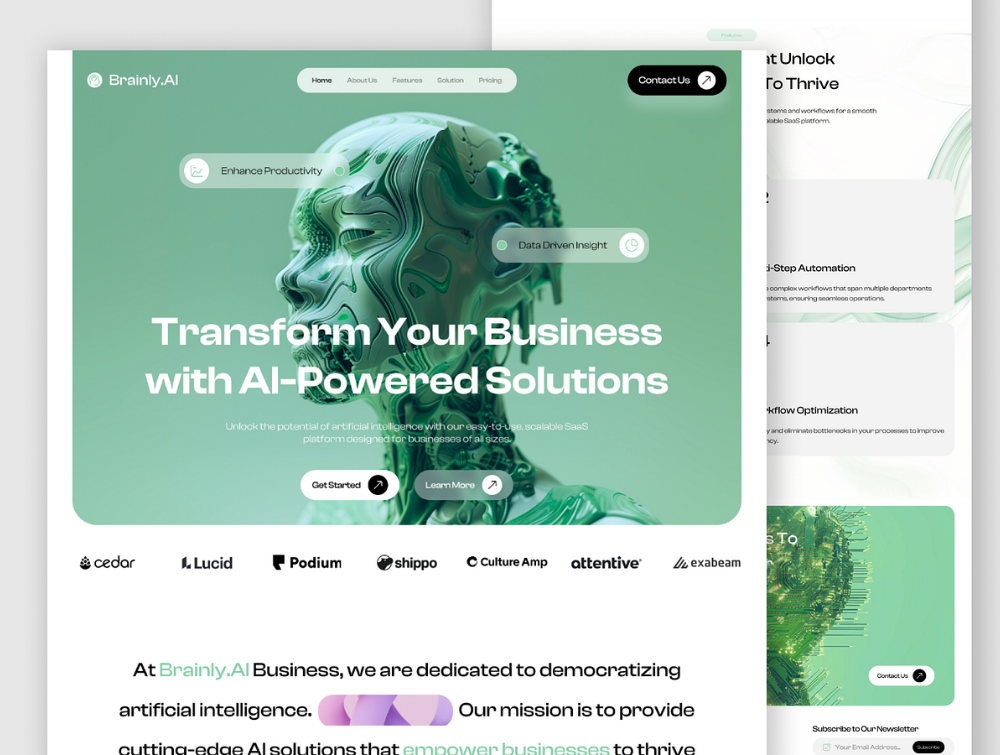 Brainly.AI
Home
About Us
Features
Solution
Pricing
Contact Us
Enhance Productivity
Data Driven Insight
Transform Your Business
with AI-Powered Solutions
Unlock the potential of artificial intelligence with our easy-to-use, scalable SaaS
platform designed for businesses of all sizes.
Get Started
Learn More
cedar
Lucid
Podium
shippo
Culture Amp
attentive
exabeam
At Brainly.AI Business, we are dedicated to democratizing
artificial intelligence. Our mission is to provide
cutting-edge AI solutions that empower businesses to thrive
Features
at Unlock
To Thrive
stems and workflows for a smooth
lable SaaS platform.
i-Step Automation
complex workflows that span multiple departments
stems, ensuring seamless operations.
rkflow Optimization
y and eliminate bottlenecks in your processes to improve
ncy.
s To
Contact Us
Subscribe to Our Newsletter
Your Email Address...
Subscribe